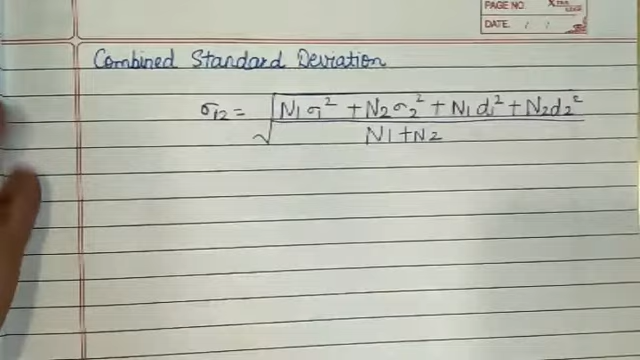 PAGE NO.
DATE: / /
Combined Standard Deviation
σ12 = √(N1σ1² + N2σ2² + N1d1² + N2d2²
N1+N2